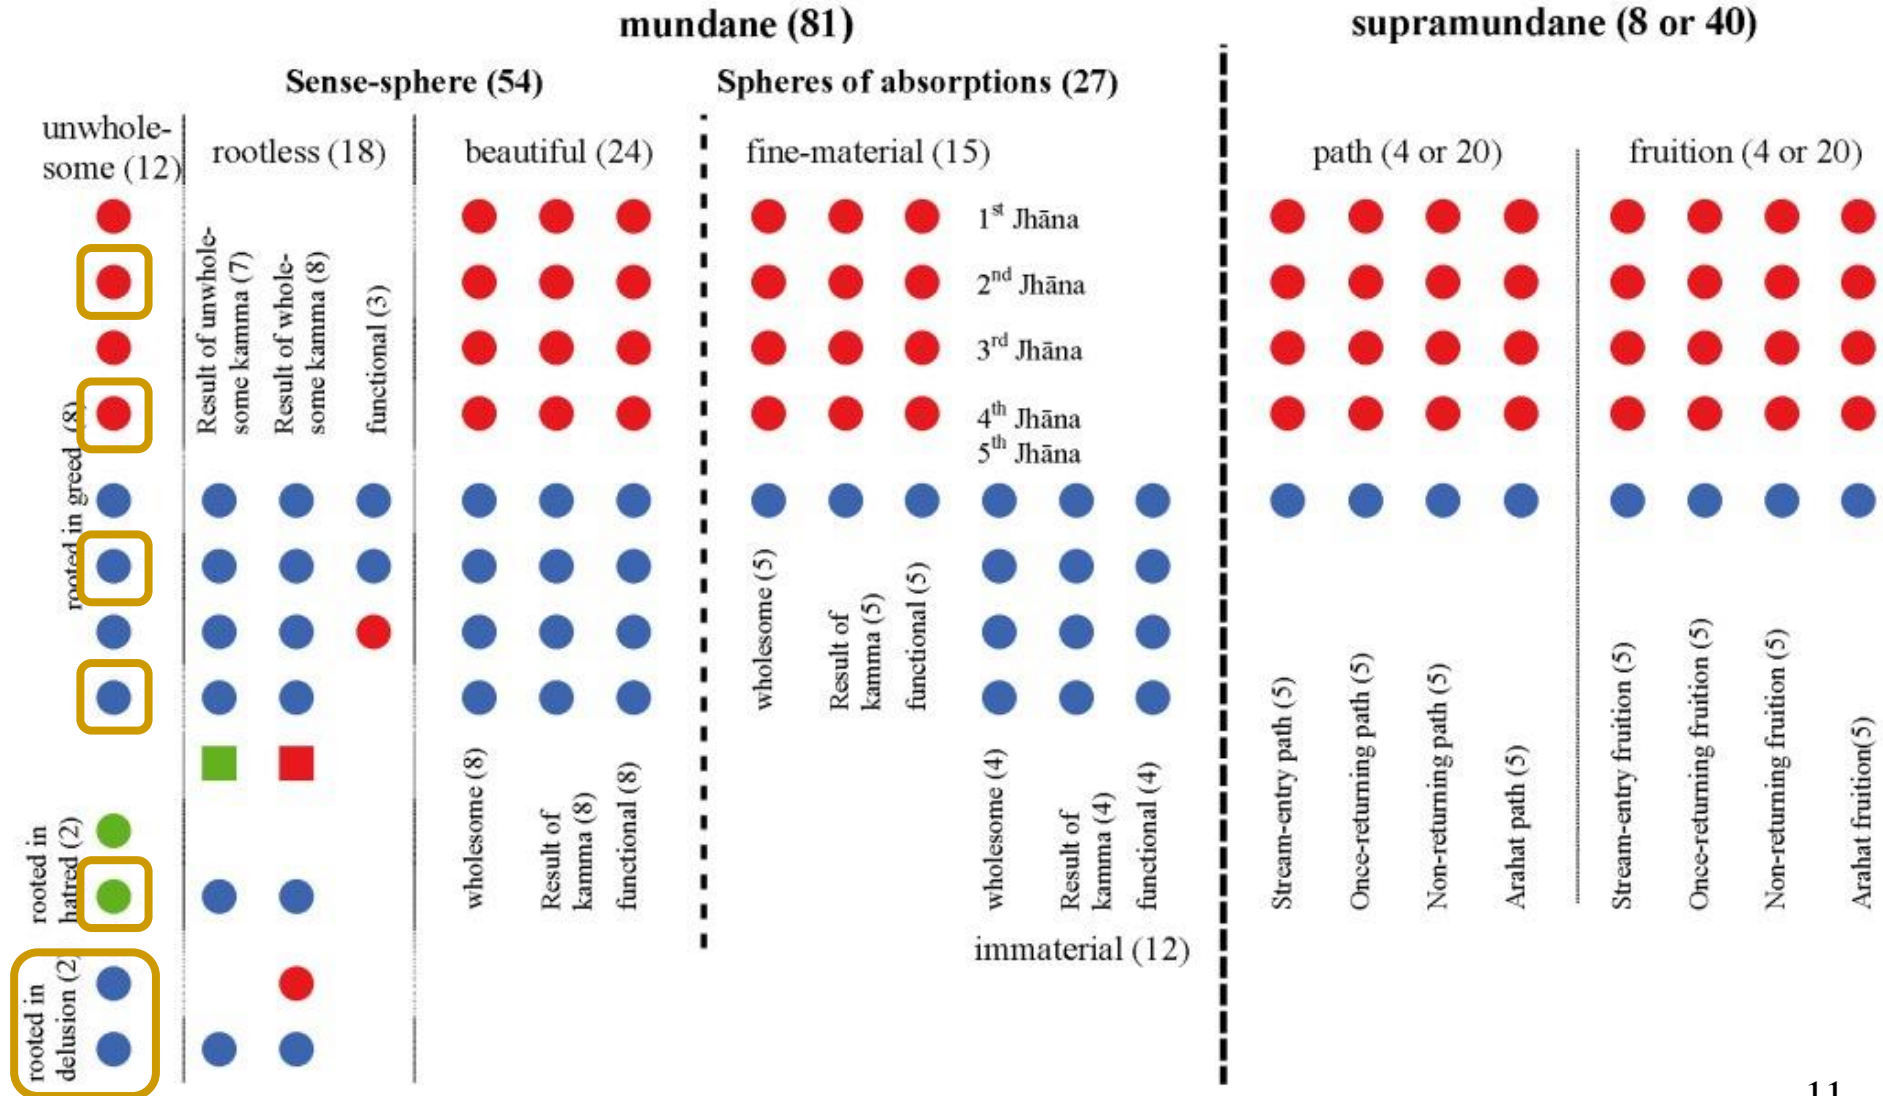 mundane (81)
supramundane (8 or 40)
Sense-sphere (54)
Spheres of absorptions (27)
unwhole-
some (12)
rootless (18)
beautiful (24)
fine-material (15)
path (4 or 20)
fruition (4 or 20)
Result of unwhole-
some kamma (7)
Result of whole-
some kamma (8)
functional (3)
1st Jhāna
2nd Jhāna
3rd Jhāna
4th Jhāna
5th Jhāna
rooted in greed (8)
rooted in
hatred (2)
rooted in
delusion (2)
wholesome (8)
Result of
kamma (8)
functional (8)
wholesome (5)
Result of
kamma (5)
functional (5)
wholesome (4)
Result of
kamma (4)
functional (4)
immaterial (12)
Stream-entry path (5)
Once-returning path (5)
Non-returning path (5)
Arahat path (5)
Stream-entry fruition (5)
Once-returning fruition (5)
Non-returning fruition (5)
Arahat fruition(5)
11